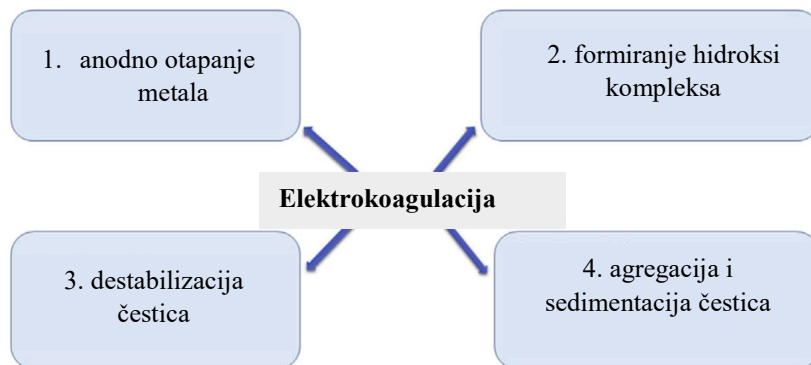 1. anodno otapanje
metala
2. formiranje hidroksi
kompleksa
Elektrokoagulacija
3. destabilizacija
čestica
4. agregacija i
sedimentacija čestica